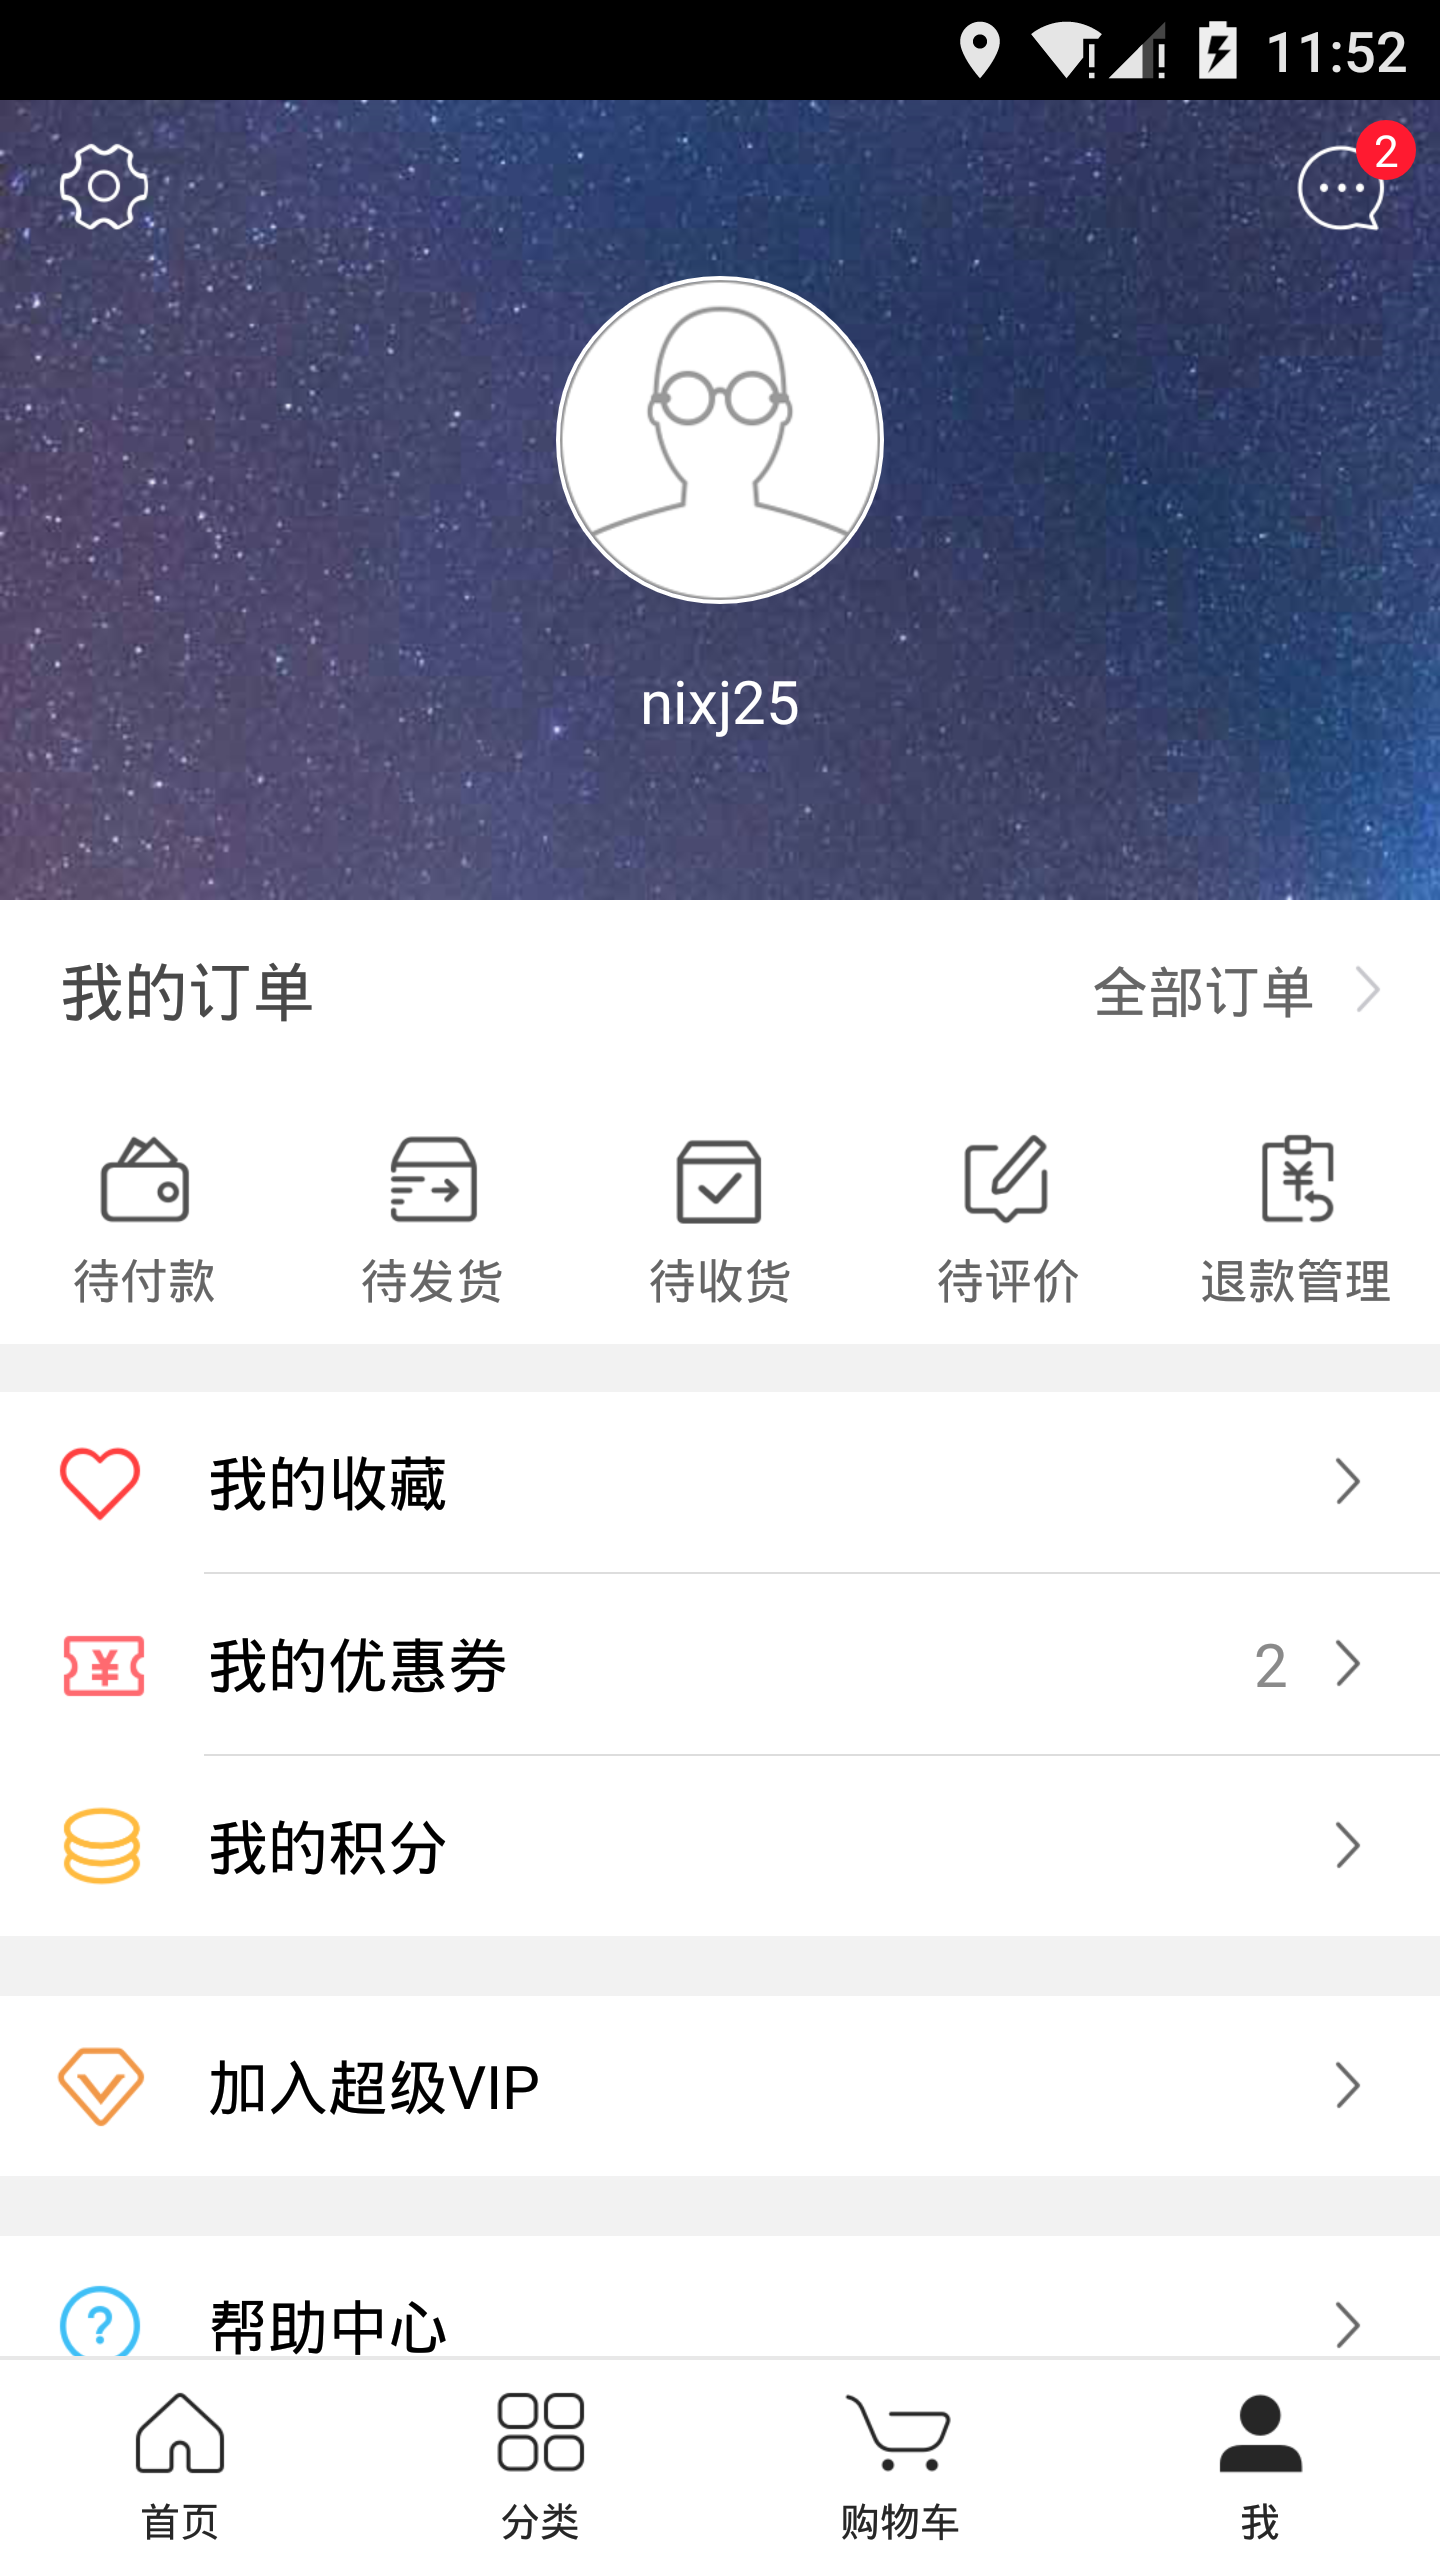 11:52
2
nixj25
我的订单 全部订单
待付款 待发货 待收货 待评价 退款管理
我的收藏
我的优惠券 2
我的积分
加入超级VIP
帮助中心
首页 分类 购物车 我